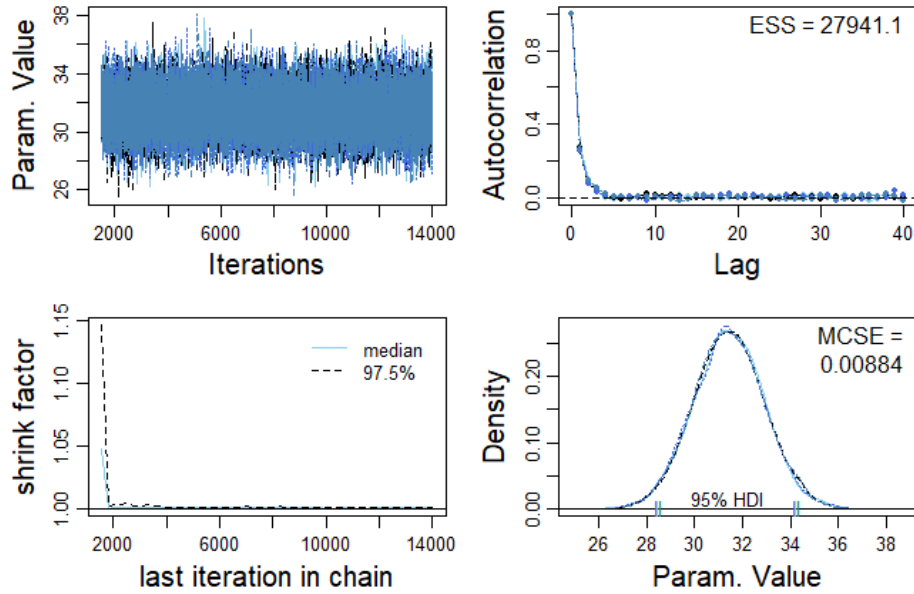 Param. Value
26 30 34 38
2000 6000 10000 14000
Iterations
ESS = 27941.1
Autocorrelation
0.0 0.4 0.8
0 10 20 30 40
Lag
shrink factor
1.00 1.05 1.10 1.15
median
97.5%
2000 6000 10000 14000
last iteration in chain
MCSE =
0.00884
Density
0.00 0.10 0.20
95% HDI
26 28 30 32 34 36 38
Param. Value